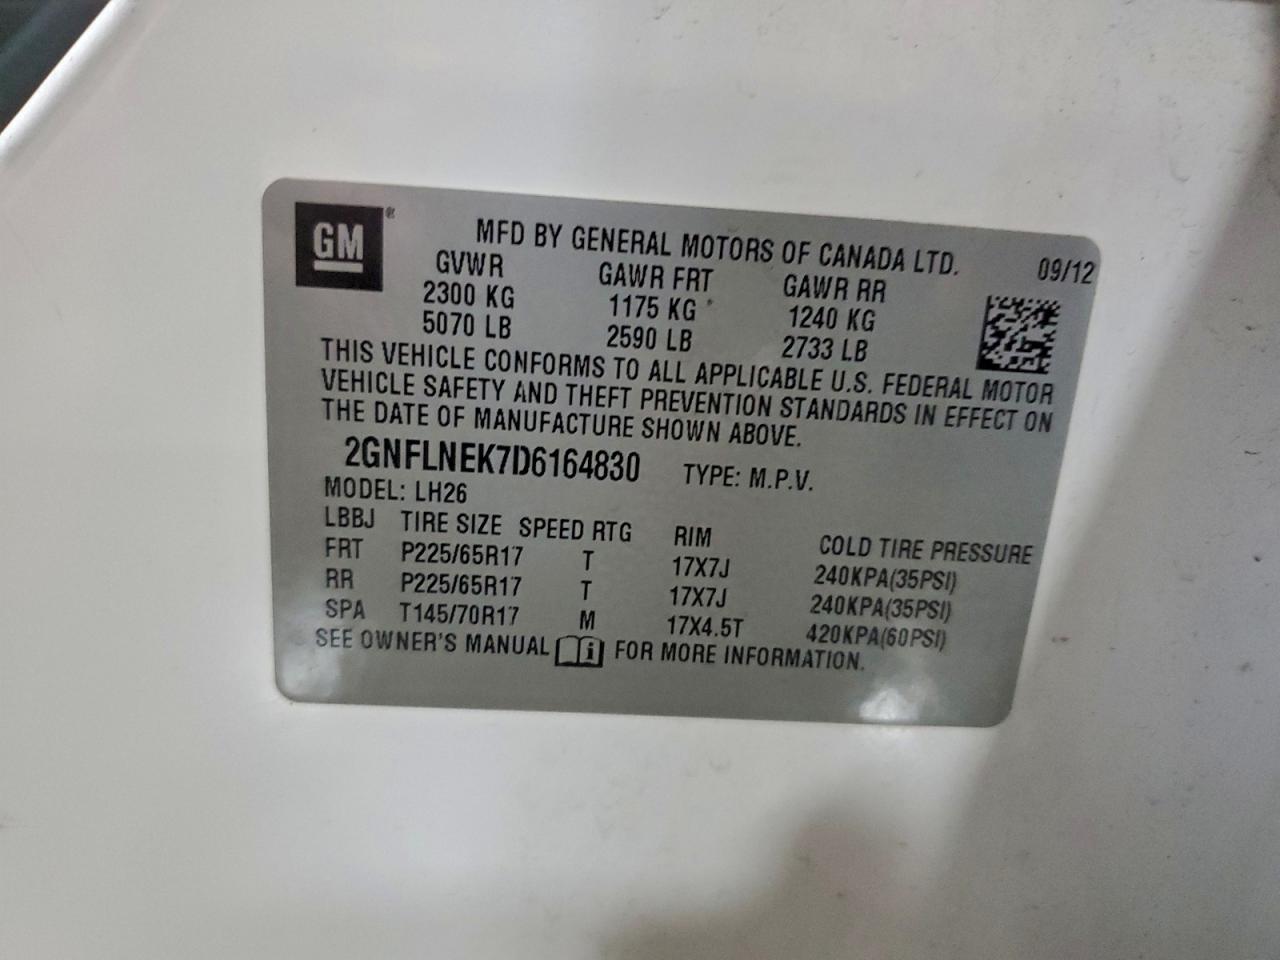 GM®
MFD BY GENERAL MOTORS OF CANADA LTD.
09/12
GVWR GAWR FRT GAWR RR
2300 KG 1175 KG 1240 KG
5070 LB 2590 LB 2733 LB
THIS VEHICLE CONFORMS TO ALL APPLICABLE U.S. FEDERAL MOTOR
VEHICLE SAFETY AND THEFT PREVENTION STANDARDS IN EFFECT ON
THE DATE OF MANUFACTURE SHOWN ABOVE.
2GNFLNEK7D6164830 TYPE: M.P.V.
MODEL: LH26
LBBJ TIRE SIZE SPEED RTG RIM COLD TIRE PRESSURE
FRT P225/65R17 T 17X7J 240KPA(35PSI)
RR P225/65R17 T 17X7J 240KPA(35PSI)
SPA T145/70R17 M 17X4.5T 420KPA(60PSI)
SEE OWNER'S MANUAL i FOR MORE INFORMATION.